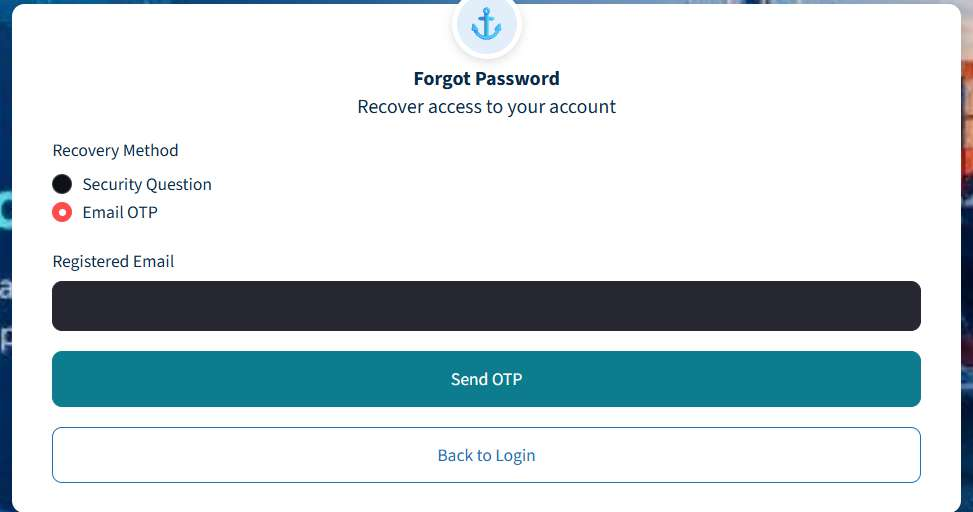 Forgot Password
Recover access to your account
Recovery Method
Security Question
Email OTP
Registered Email
Send OTP
Back to Login